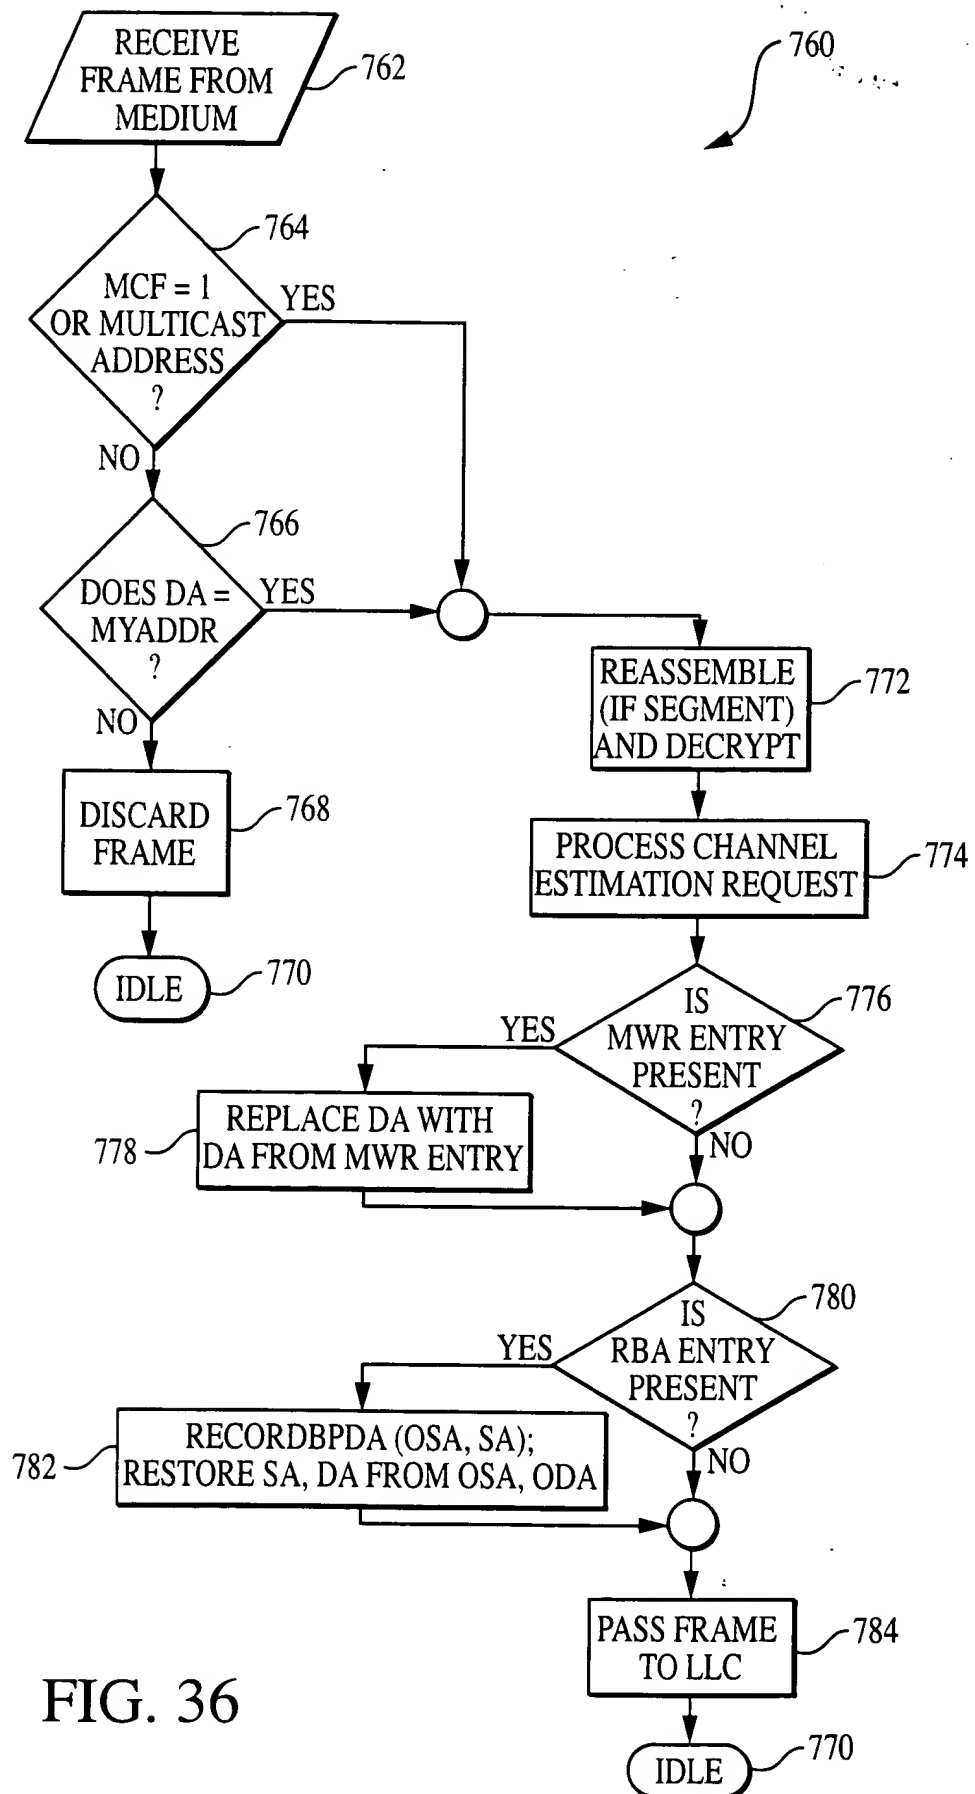 RECEIVE
FRAME FROM
MEDIUM
762
760
764
MCF = 1
OR MULTICAST
ADDRESS
?
YES
NO
766
DOES DA =
MYADDR
?
YES
NO
DISCARD
FRAME
768
IDLE
770
REASSEMBLE
(IF SEGMENT)
AND DECRYPT
772
PROCESS CHANNEL
ESTIMATION REQUEST
774
IS
MWR ENTRY
PRESENT
?
776
YES
NO
REPLACE DA WITH
DA FROM MWR ENTRY
778
IS
RBA ENTRY
PRESENT
?
780
YES
NO
RECORDBPDA (OSA, SA);
RESTORE SA, DA FROM OSA, ODA
782
PASS FRAME
TO LLC
784
IDLE
770
FIG. 36